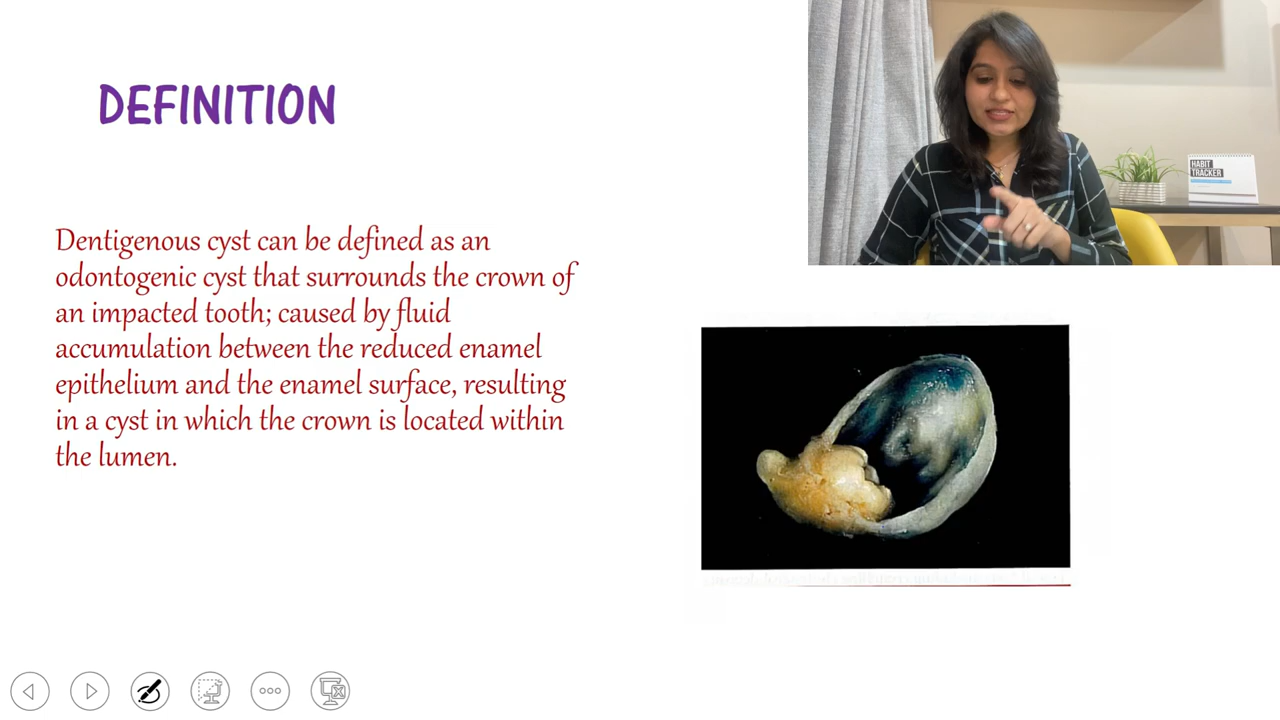 DEFINITION
Dentigenous cyst can be defined as an
odontogenic cyst that surrounds the crown of
an impacted tooth; caused by fluid
accumulation between the reduced enamel
epithelium and the enamel surface, resulting
in a cyst in which the crown is located within
the lumen.
HABIT
TRACKER